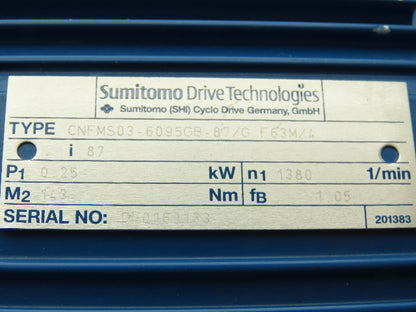 Sumitomo Drive Technologies
Sumitomo (SHI) Cyclo Drive Germany, GmbH
TYPE CNFMS03-6095GB-87/G F63M/4
i 87
P1 0.25 kW n1 1380 1/min
M2 143 Nm fB 1.05
SERIAL NO:
201383